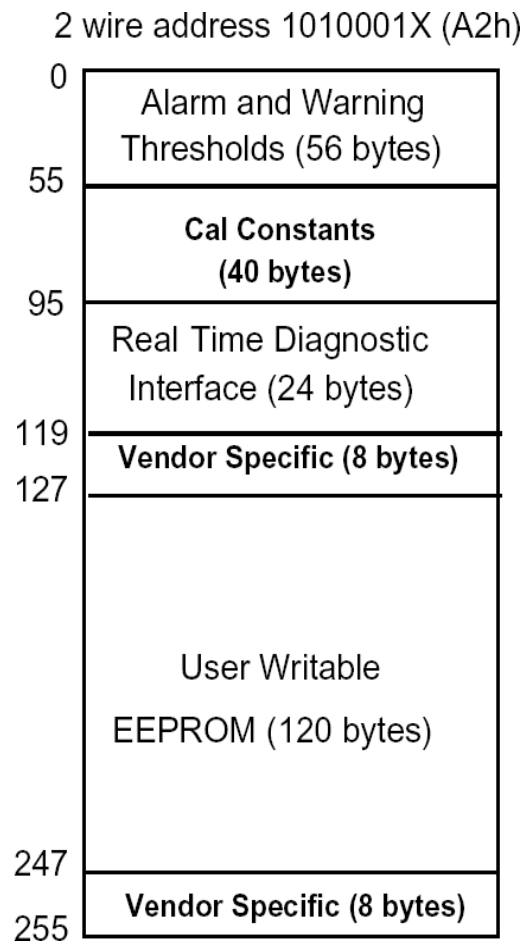 2 wire address 1010001X (A2h)
0
Alarm and Warning
Thresholds (56 bytes)
55
Cal Constants
(40 bytes)
95
Real Time Diagnostic
Interface (24 bytes)
119
Vendor Specific (8 bytes)
127
User Writable
EEPROM (120 bytes)
247
Vendor Specific (8 bytes)
255